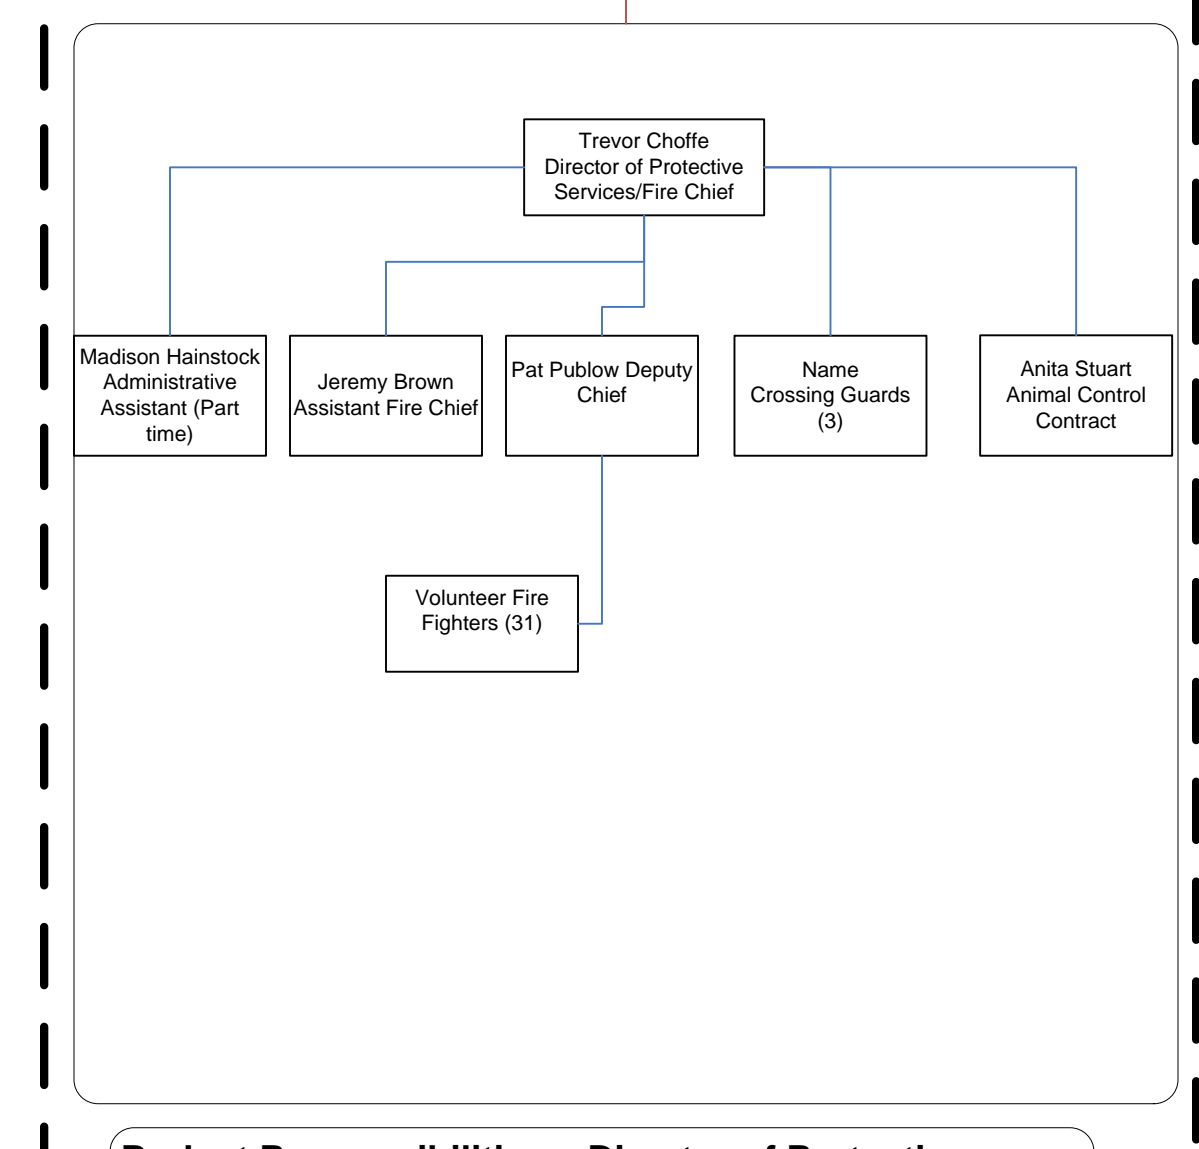 Trevor Choffe
Director of Protective
Services/Fire Chief
Madison Hainstock
Administrative
Assistant (Part
time)
Jeremy Brown
Assistant Fire Chief
Pat Publow Deputy
Chief
Name
Crossing Guards
(3)
Anita Stuart
Animal Control
Contract
Volunteer Fire
Fighters (31)